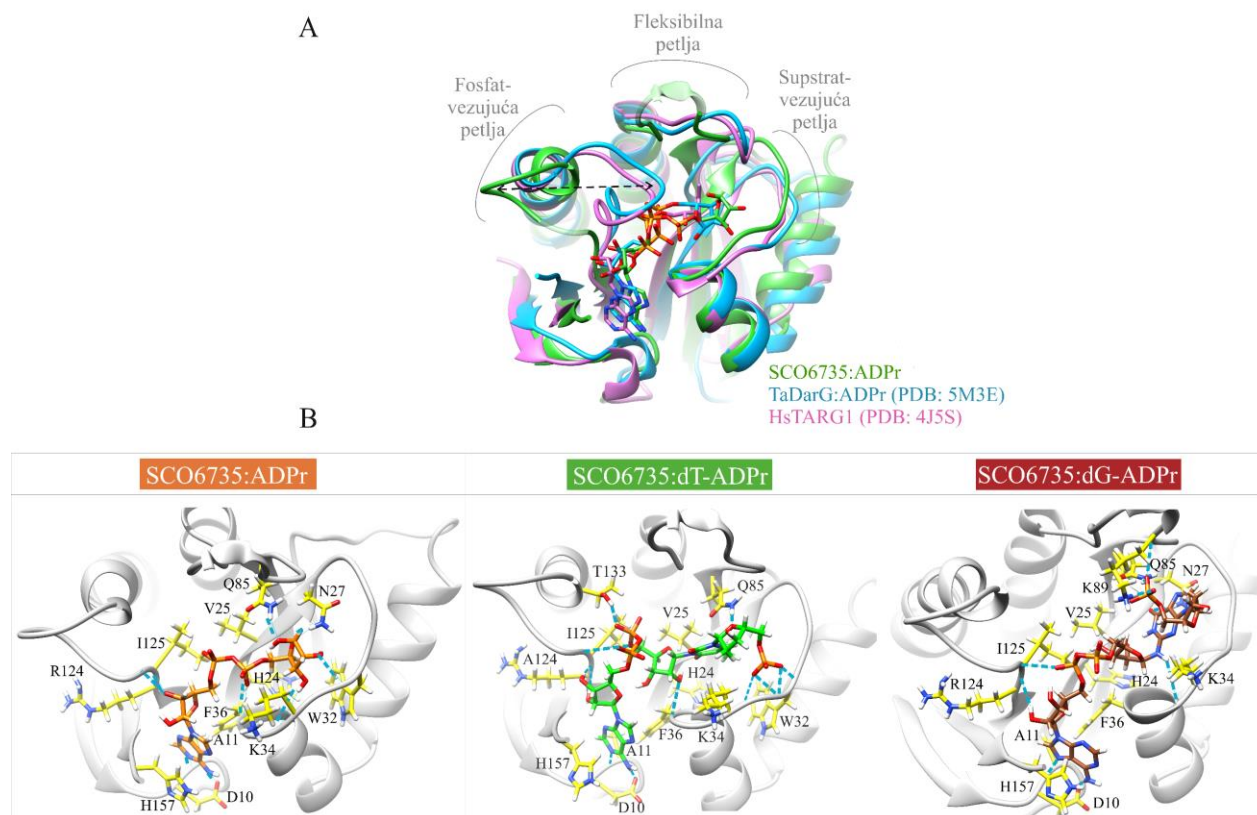 A
Fleksibilna
petlja
Fosfat-
vezujuća
petlja
Supstrat-
vezujuća
petlja
SCO6735:ADPr
TaDarG:ADPr (PDB: 5M3E)
HsTARG1 (PDB: 4J5S)
B
SCO6735:ADPr
Q85
N27
V25
I125
R124
H24
F36
W32
A11
K34
H157
D10
SCO6735:dT-ADPr
T133
Q85
V25
I125
A124
H24
W32
F36
K34
A11
H157
D10
SCO6735:dG-ADPr
Q85
N27
K89
V25
I125
H24
K34
R124
F36
A11
H157
D10